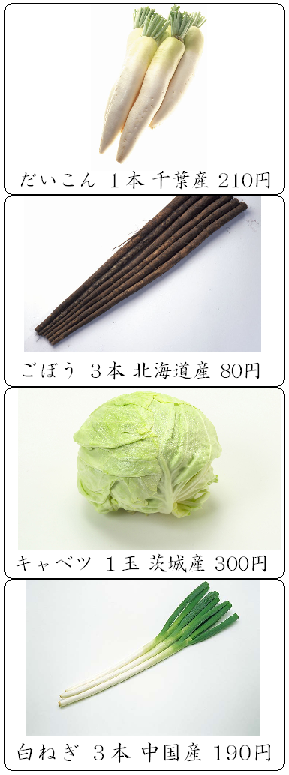 だいこん 1本 千葉産 210円
ごぼう 3本 北海道産 80円
キャベツ 1玉 茨城産 300円
白ねぎ 3本 中国産 190円